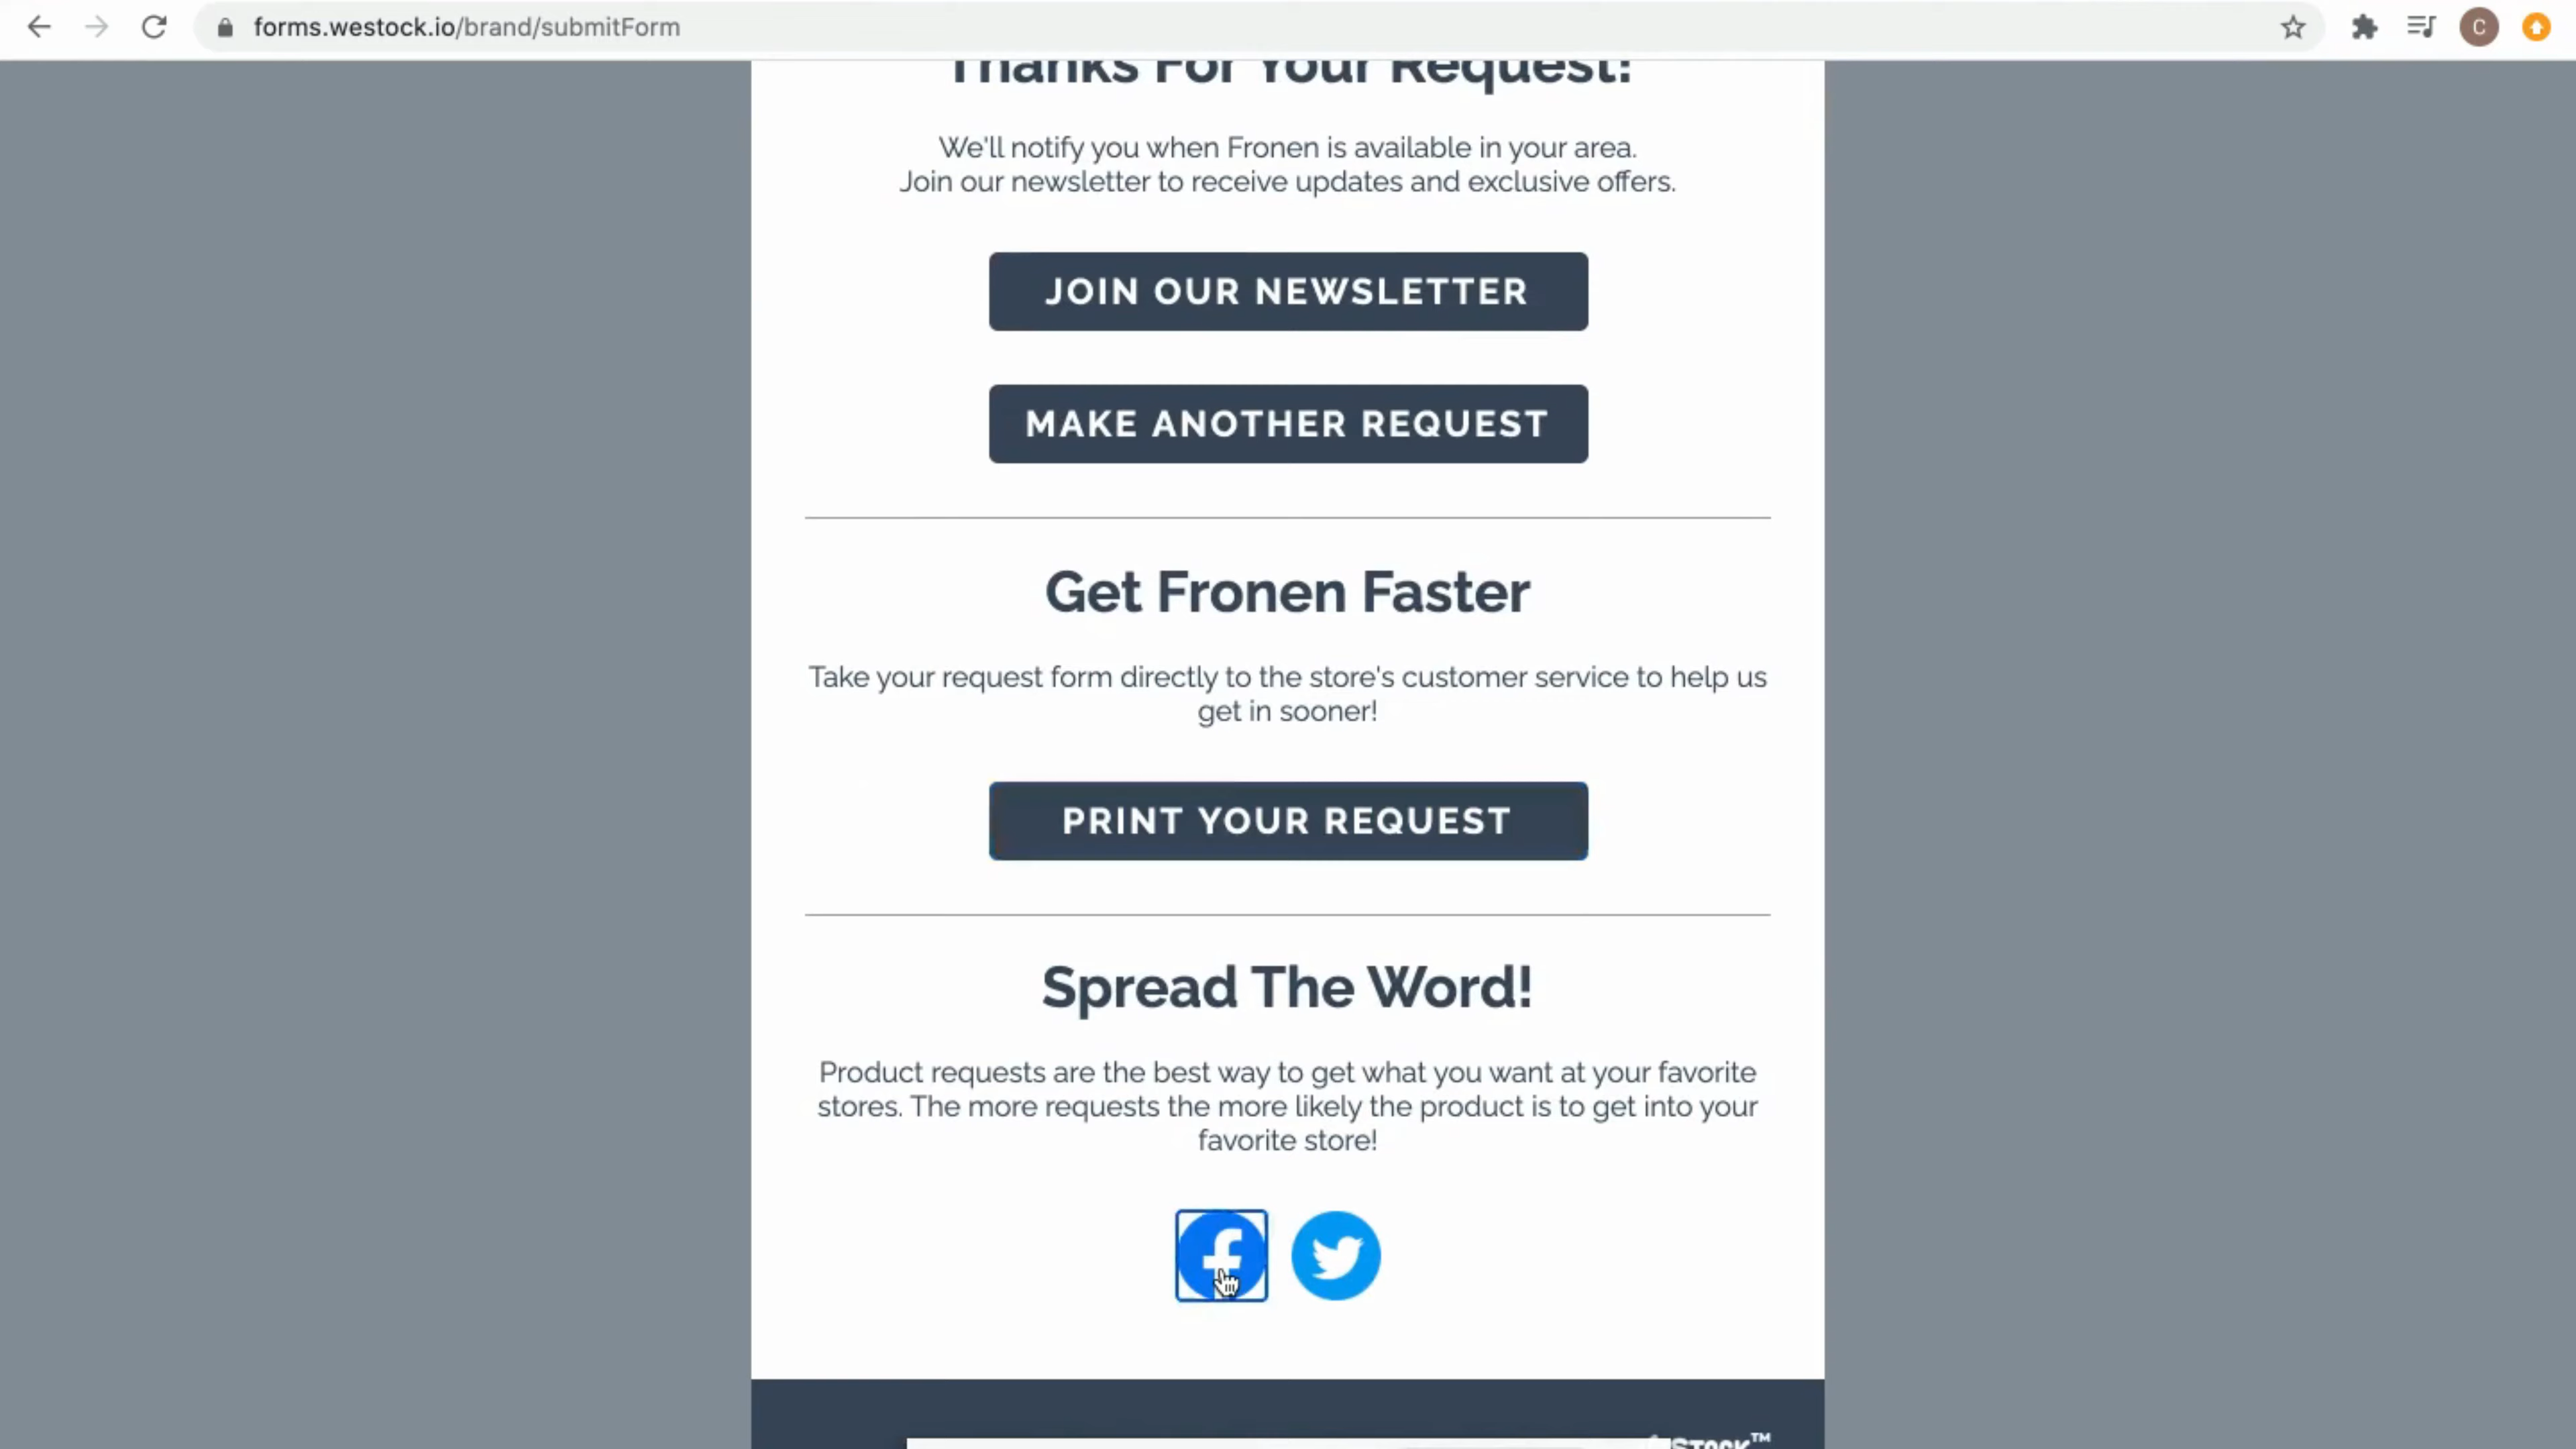 forms.westock.io/brand/submitForm
C
Thanks For Your Request!
We'll notify you when Fronen is available in your area.
Join our newsletter to receive updates and exclusive offers.
JOIN OUR NEWSLETTER
MAKE ANOTHER REQUEST
Get Fronen Faster
Take your request form directly to the store's customer service to help us
get in sooner!
PRINT YOUR REQUEST
Spread The Word!
Product requests are the best way to get what you want at your favorite
stores. The more requests the more likely the product is to get into your
favorite store!